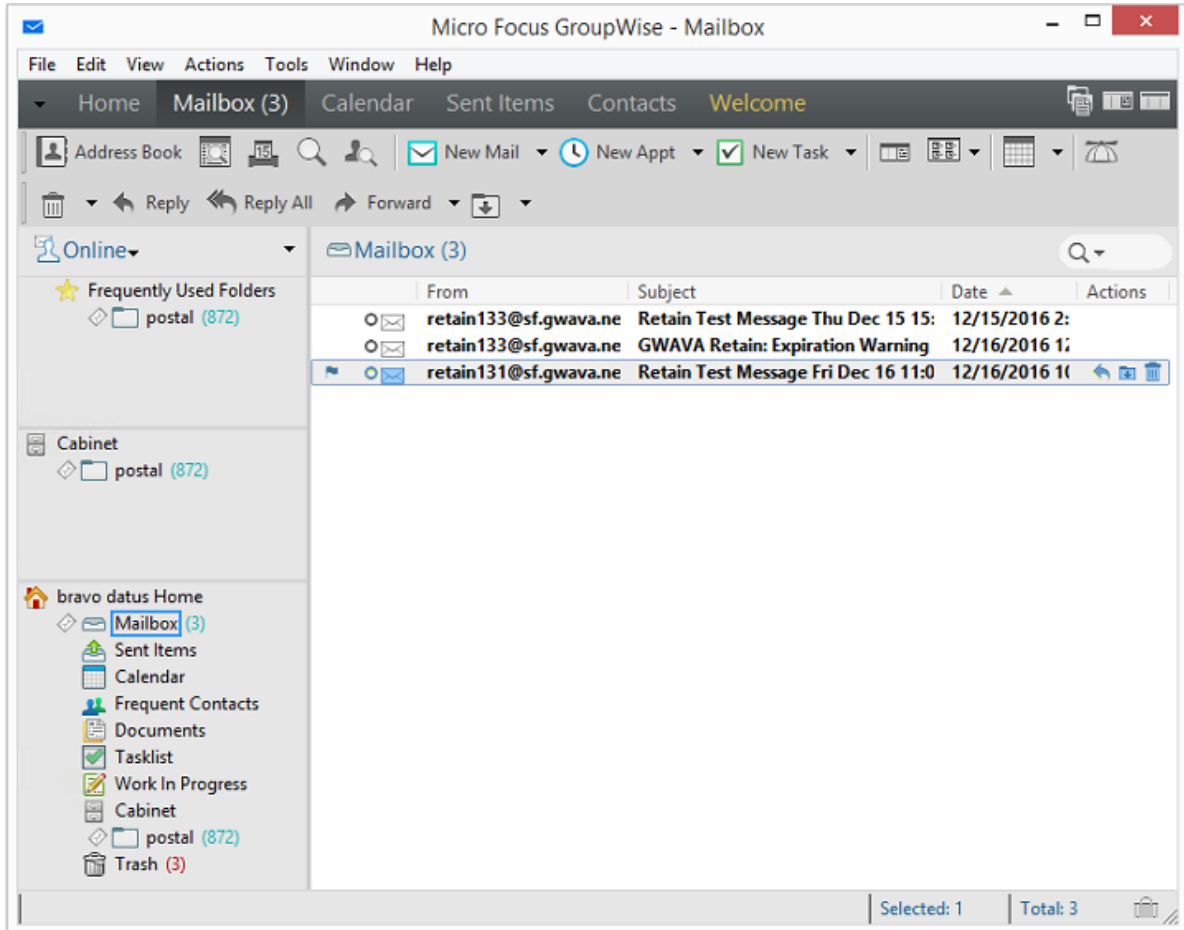 Micro Focus GroupWise - Mailbox
File Edit View Actions Tools Window Help
Home Mailbox (3) Calendar Sent Items Contacts Welcome
Address Book 15 New Mail New Appt New Task
Reply Reply All Forward
Online Mailbox (3)
Frequently Used Folders
postal (872)
From Subject Date Actions
retain133@sf.gwava.ne Retain Test Message Thu Dec 15 15: 12/15/2016 2:
retain133@sf.gwava.ne GWAVA Retain: Expiration Warning 12/16/2016 12
retain131@sf.gwava.ne Retain Test Message Fri Dec 16 11:0 12/16/2016 10
Cabinet
postal (872)
bravo datus Home
Mailbox (3)
Sent Items
Calendar
Frequent Contacts
Documents
Tasklist
Work In Progress
Cabinet
postal (872)
Trash (3)
Selected: 1 Total: 3